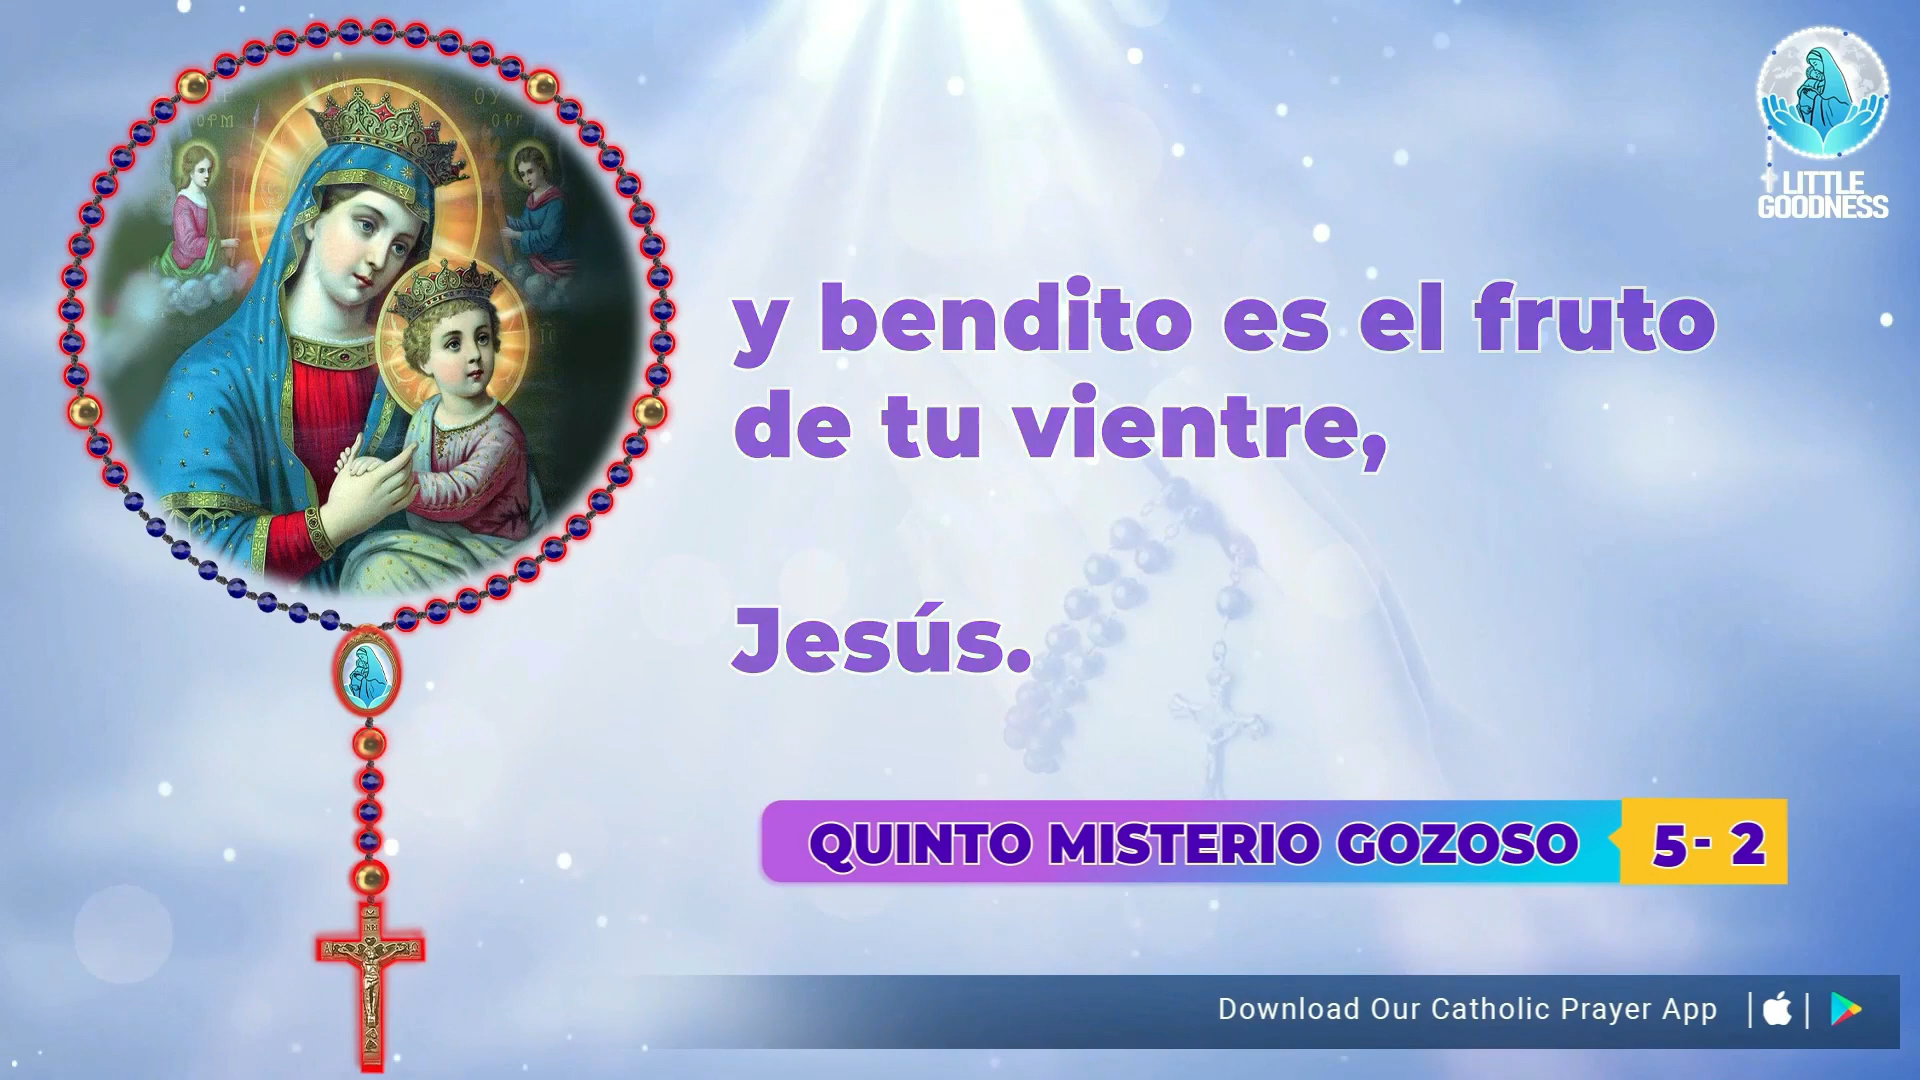 LITTLE
GOODNESS
y bendito es el fruto
de tu vientre,
Jesús.
QUINTO MISTERIO GOZOSO 5- 2
Download Our Catholic Prayer App